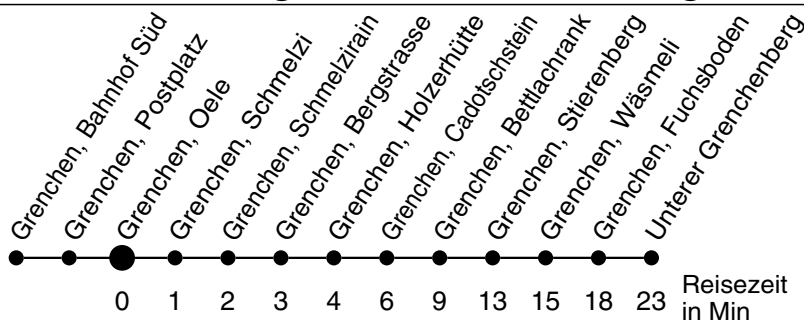 Grenchen, Bahnhof Süd
Grenchen, Postplatz
Grenchen, Oele
Grenchen, Schmelzi
Grenchen, Schmelzirain
Grenchen, Bergstrasse
Grenchen, Holzerhütte
Grenchen, Cadotschstein
Grenchen, Bettlachrank
Grenchen, Stierenberg
Grenchen, Wäsmeli
Grenchen, Fuchsboden
Unterer Grenchenberg
0 1 2 3 4 6 9 13 15 18 23
Reisezeit
in Min